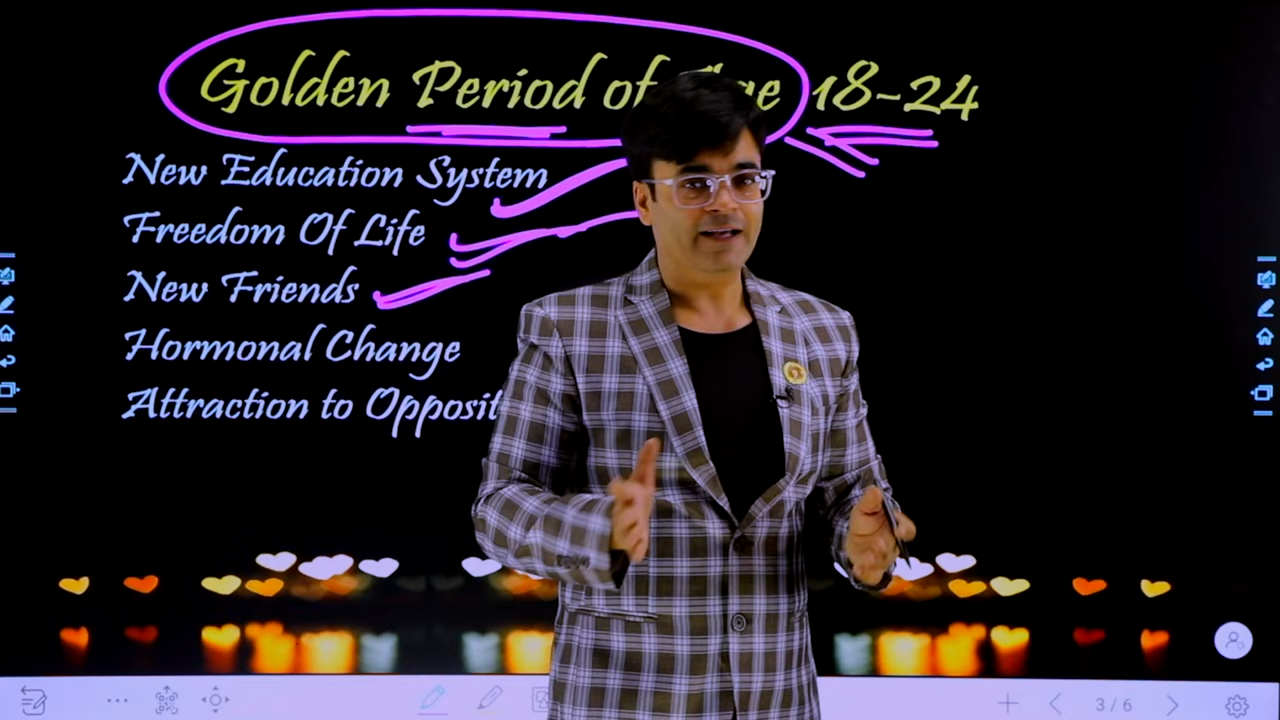 Golden Period of Age 18-24
New Education System
Freedom Of Life
New Friends
Hormonal Change
Attraction to Opposit
3/6